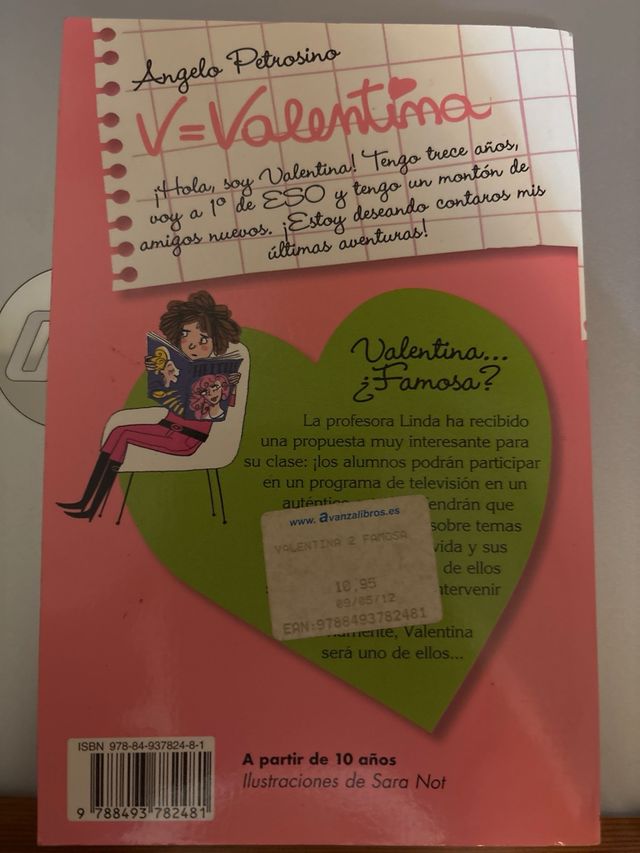 Angelo Petrosino
V=Valentina
¡Hola, soy Valentina! Tengo trece años,
voy a 1º de ESO y tengo un montón de
amigos nuevos. ¡Estoy deseando contaros mis
últimas aventuras!
Valentina...
¿Famosa?
La profesora Linda ha recibido
una propuesta muy interesante para
su clase: ¡los alumnos podrán participar
en un programa de televisión en un
auténtico
sobre temas
vida y sus
de ellos
será uno de ellos...
Valentina
www.avanzalibros.es
VALENTINA 2 FAMOSA
10,95
09/05/12
EAN:9788493782481
ISBN 978-84-937824-8-1
9 788493 782481
A partir de 10 años
Ilustraciones de Sara Not